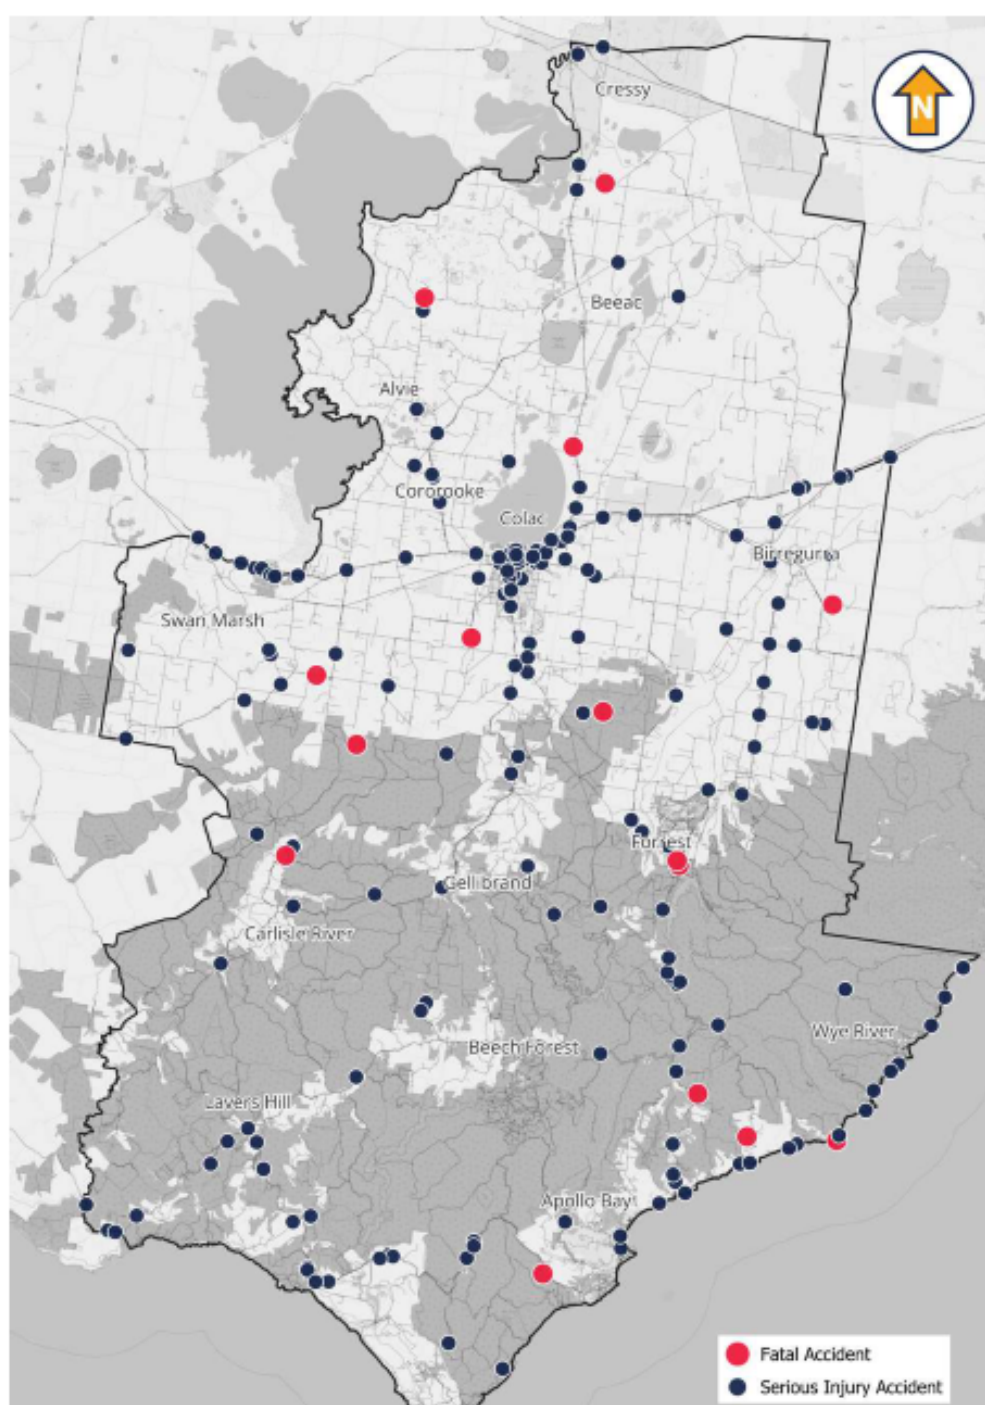 N
Cressy
Beeac
Alvie
Cororooke
Colac
Birregurra
Swan Marsh
Forrest
Gellibrand
Carlisle River
Wye River
Beech Forest
Lavers Hill
Apollo Bay
Fatal Accident
Serious Injury Accident